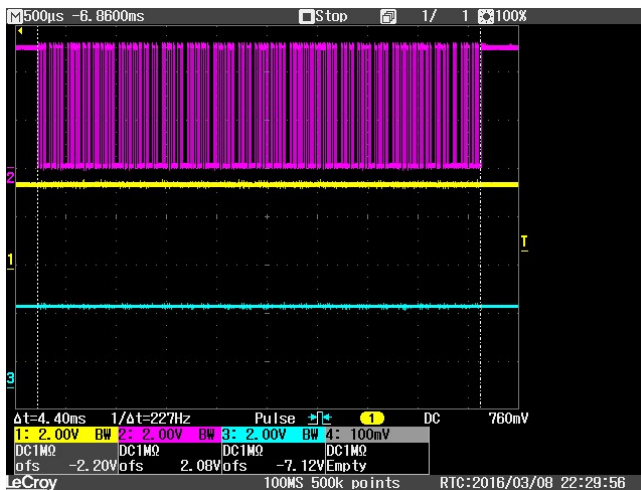 M500µs -6.8600ms Stop 1/ 1 100%
2
T
1
3
Δt=4.40ms 1/Δt=227Hz Pulse 1 DC 760mV
1: 2.00V BW 2: 2.00V BW 3: 2.00V BW 4: 100mV
DC1MΩ DC1MΩ DC1MΩ DC1MΩ
ofs -2.20V ofs 2.08V ofs -7.12V Empty
LeCroy 100MS 500k points RTC:2016/03/08 22:29:56